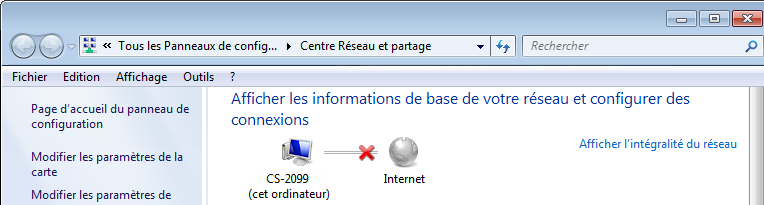 « Tous les Panneaux de config... Centre Réseau et partage
Rechercher
Fichier Edition Affichage Outils ?
Page d'accueil du panneau de
configuration
Modifier les paramètres de la
carte
Modifier les paramètres de
Afficher les informations de base de votre réseau et configurer des
connexions
Afficher l'intégralité du réseau
CS-2099
(cet ordinateur)
Internet